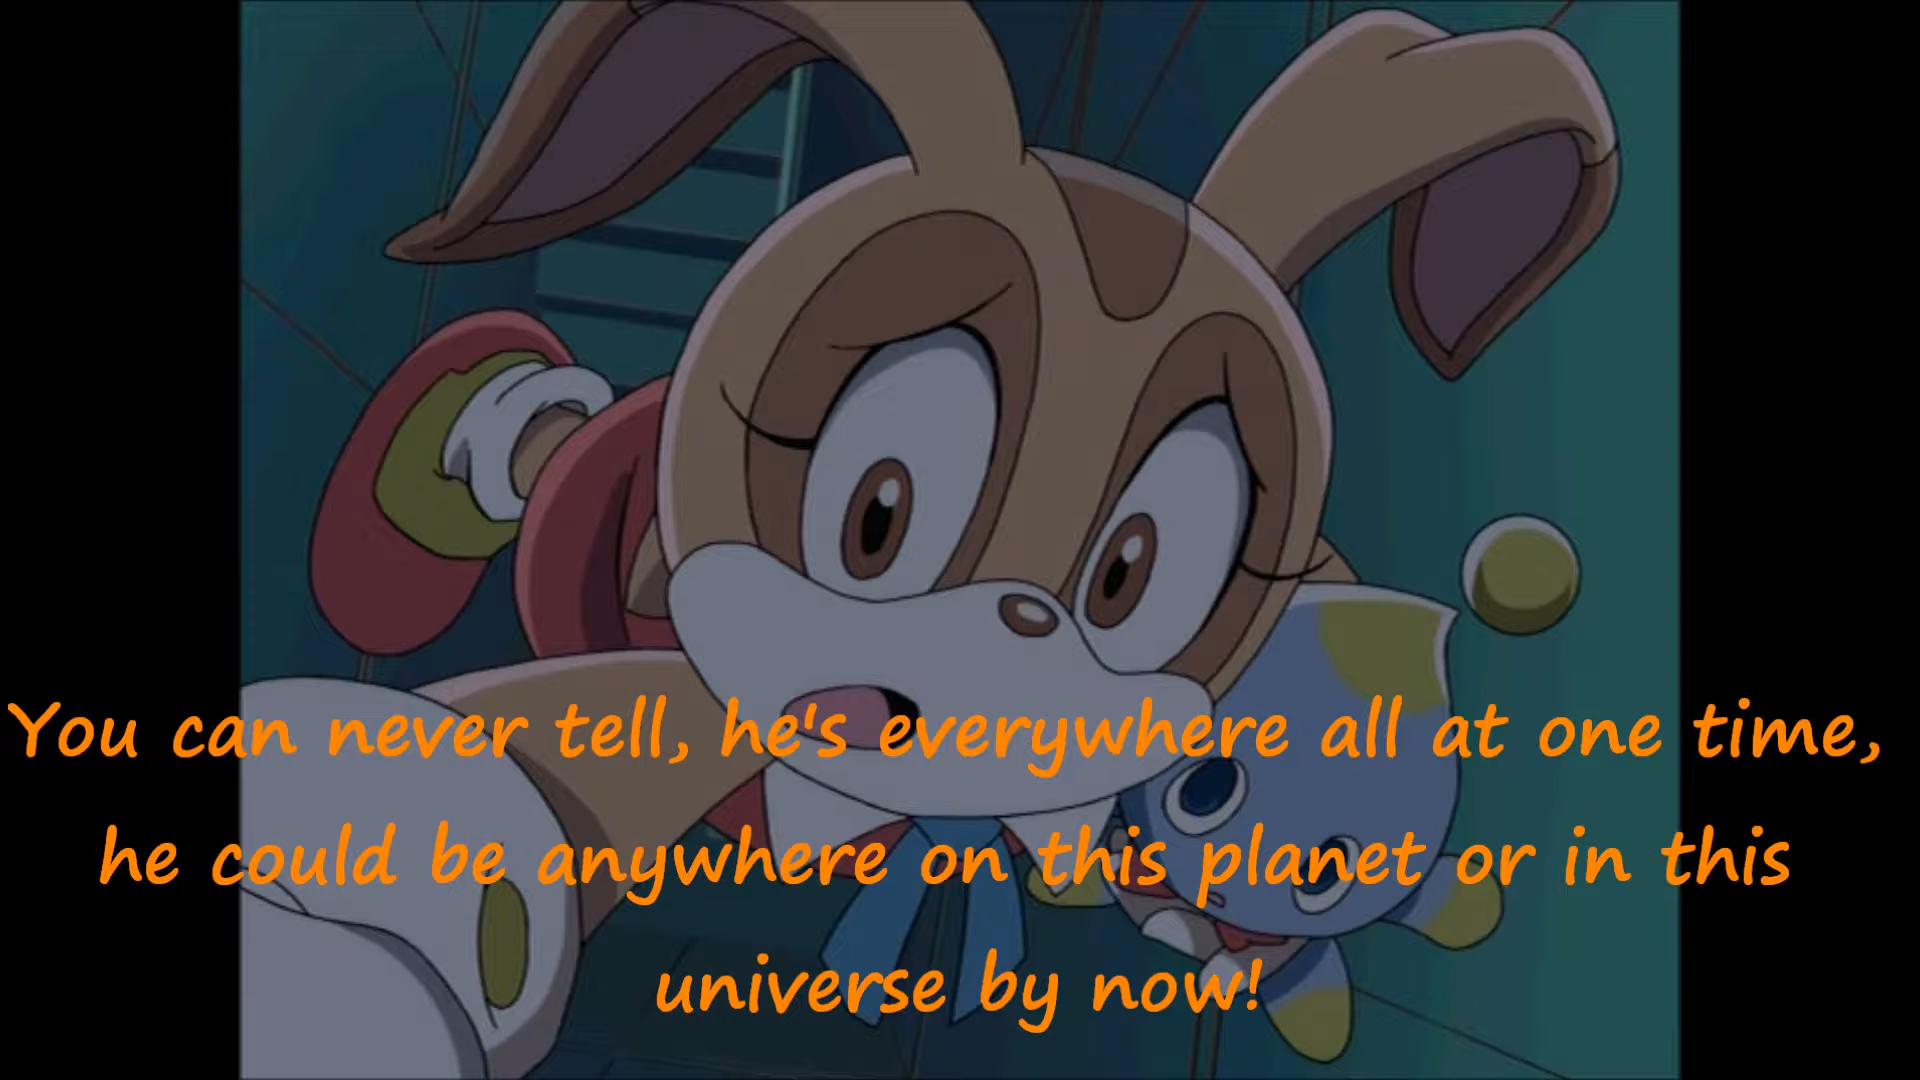 You can never tell, he's everywhere all at one time,
he could be anywhere on this planet or in this
universe by now!